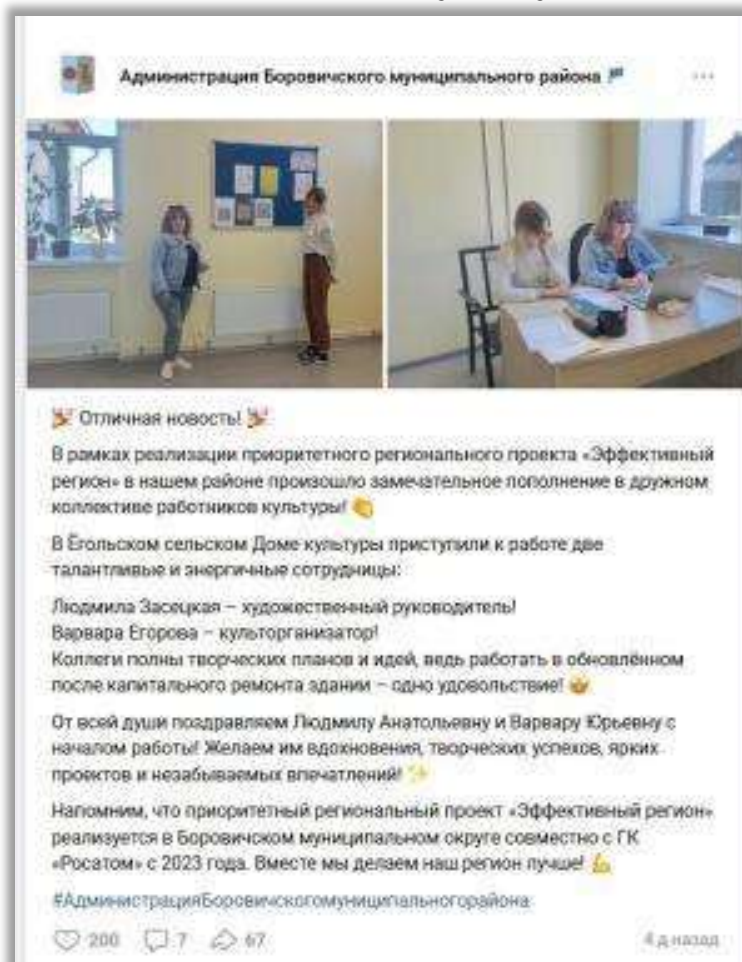 Администрация Боровичского муниципального района
Отличная новость!
В рамках реализации приоритетного регионального проекта «Эффективный
регион» в нашем районе произошло замечательное пополнение в дружном
коллективе работников культуры!
В Ёгольском сельском Доме культуры приступили к работе две
талантливые и энергичные сотрудницы:
Людмила Засецкая – художественный руководитель!
Варвара Егорова – культорганизатор!
Коллеги полны творческих планов и идей, ведь работать в обновлённом
после капитального ремонта здании – одно удовольствие!
От всей души поздравляем Людмилу Анатольевну и Варвару Юрьевну с
началом работы! Желаем им вдохновения, творческих успехов, ярких
проектов и незабываемых впечатлений!
Напомним, что приоритетный региональный проект «Эффективный регион»
реализуется в Боровичском муниципальном округе совместно с ГК
«Росатом» с 2023 года. Вместе мы делаем наш регион лучше!
#АдминистрацияБоровичскогомуниципальногорайона
200 7 67 4 д назад